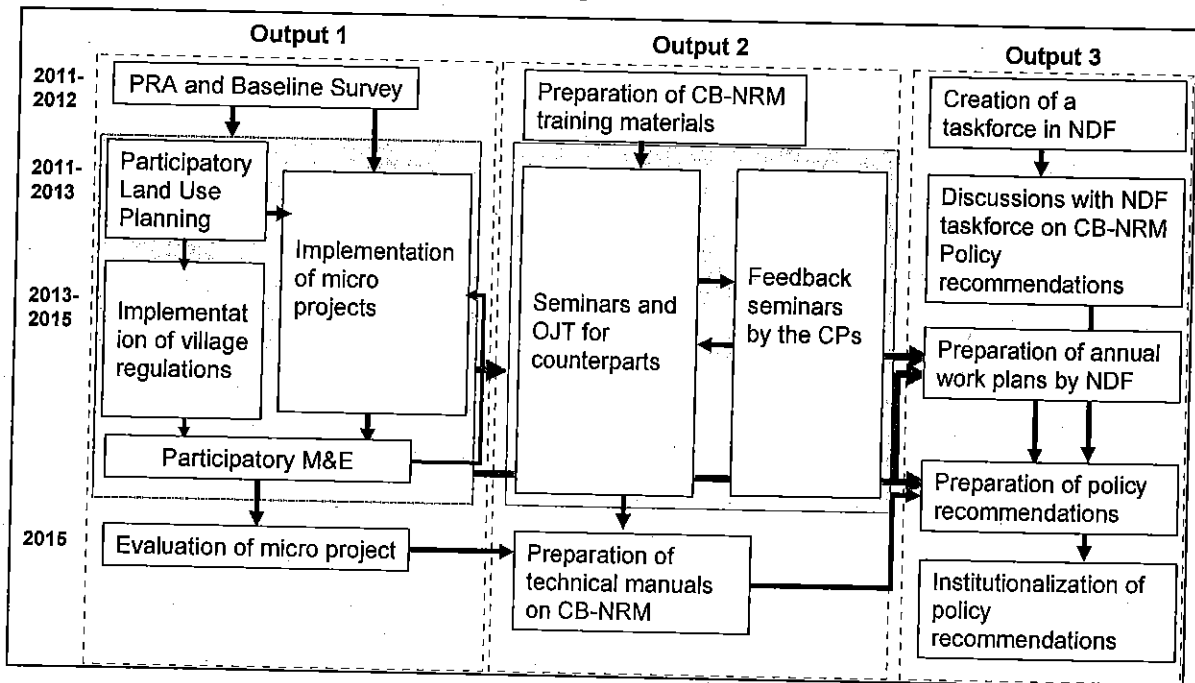 Output 1
2011-
2012
PRA and Baseline Survey
2011-
2013
Participatory
Land Use
Planning
Implementation
of micro
projects
2013-
2015
Implementat
ion of village
regulations
Participatory M&E
2015
Evaluation of micro project
Output 2
Preparation of CB-NRM
training materials
Seminars and
OJT for
counterparts
Feedback
seminars
by the CPs
Preparation of
technical manuals
on CB-NRM
Output 3
Creation of a
taskforce in NDF
Discussions with NDF
taskforce on CB-NRM
Policy
recommendations
Preparation of annual
work plans by NDF
Preparation of policy
recommendations
Institutionalization of
policy
recommendations